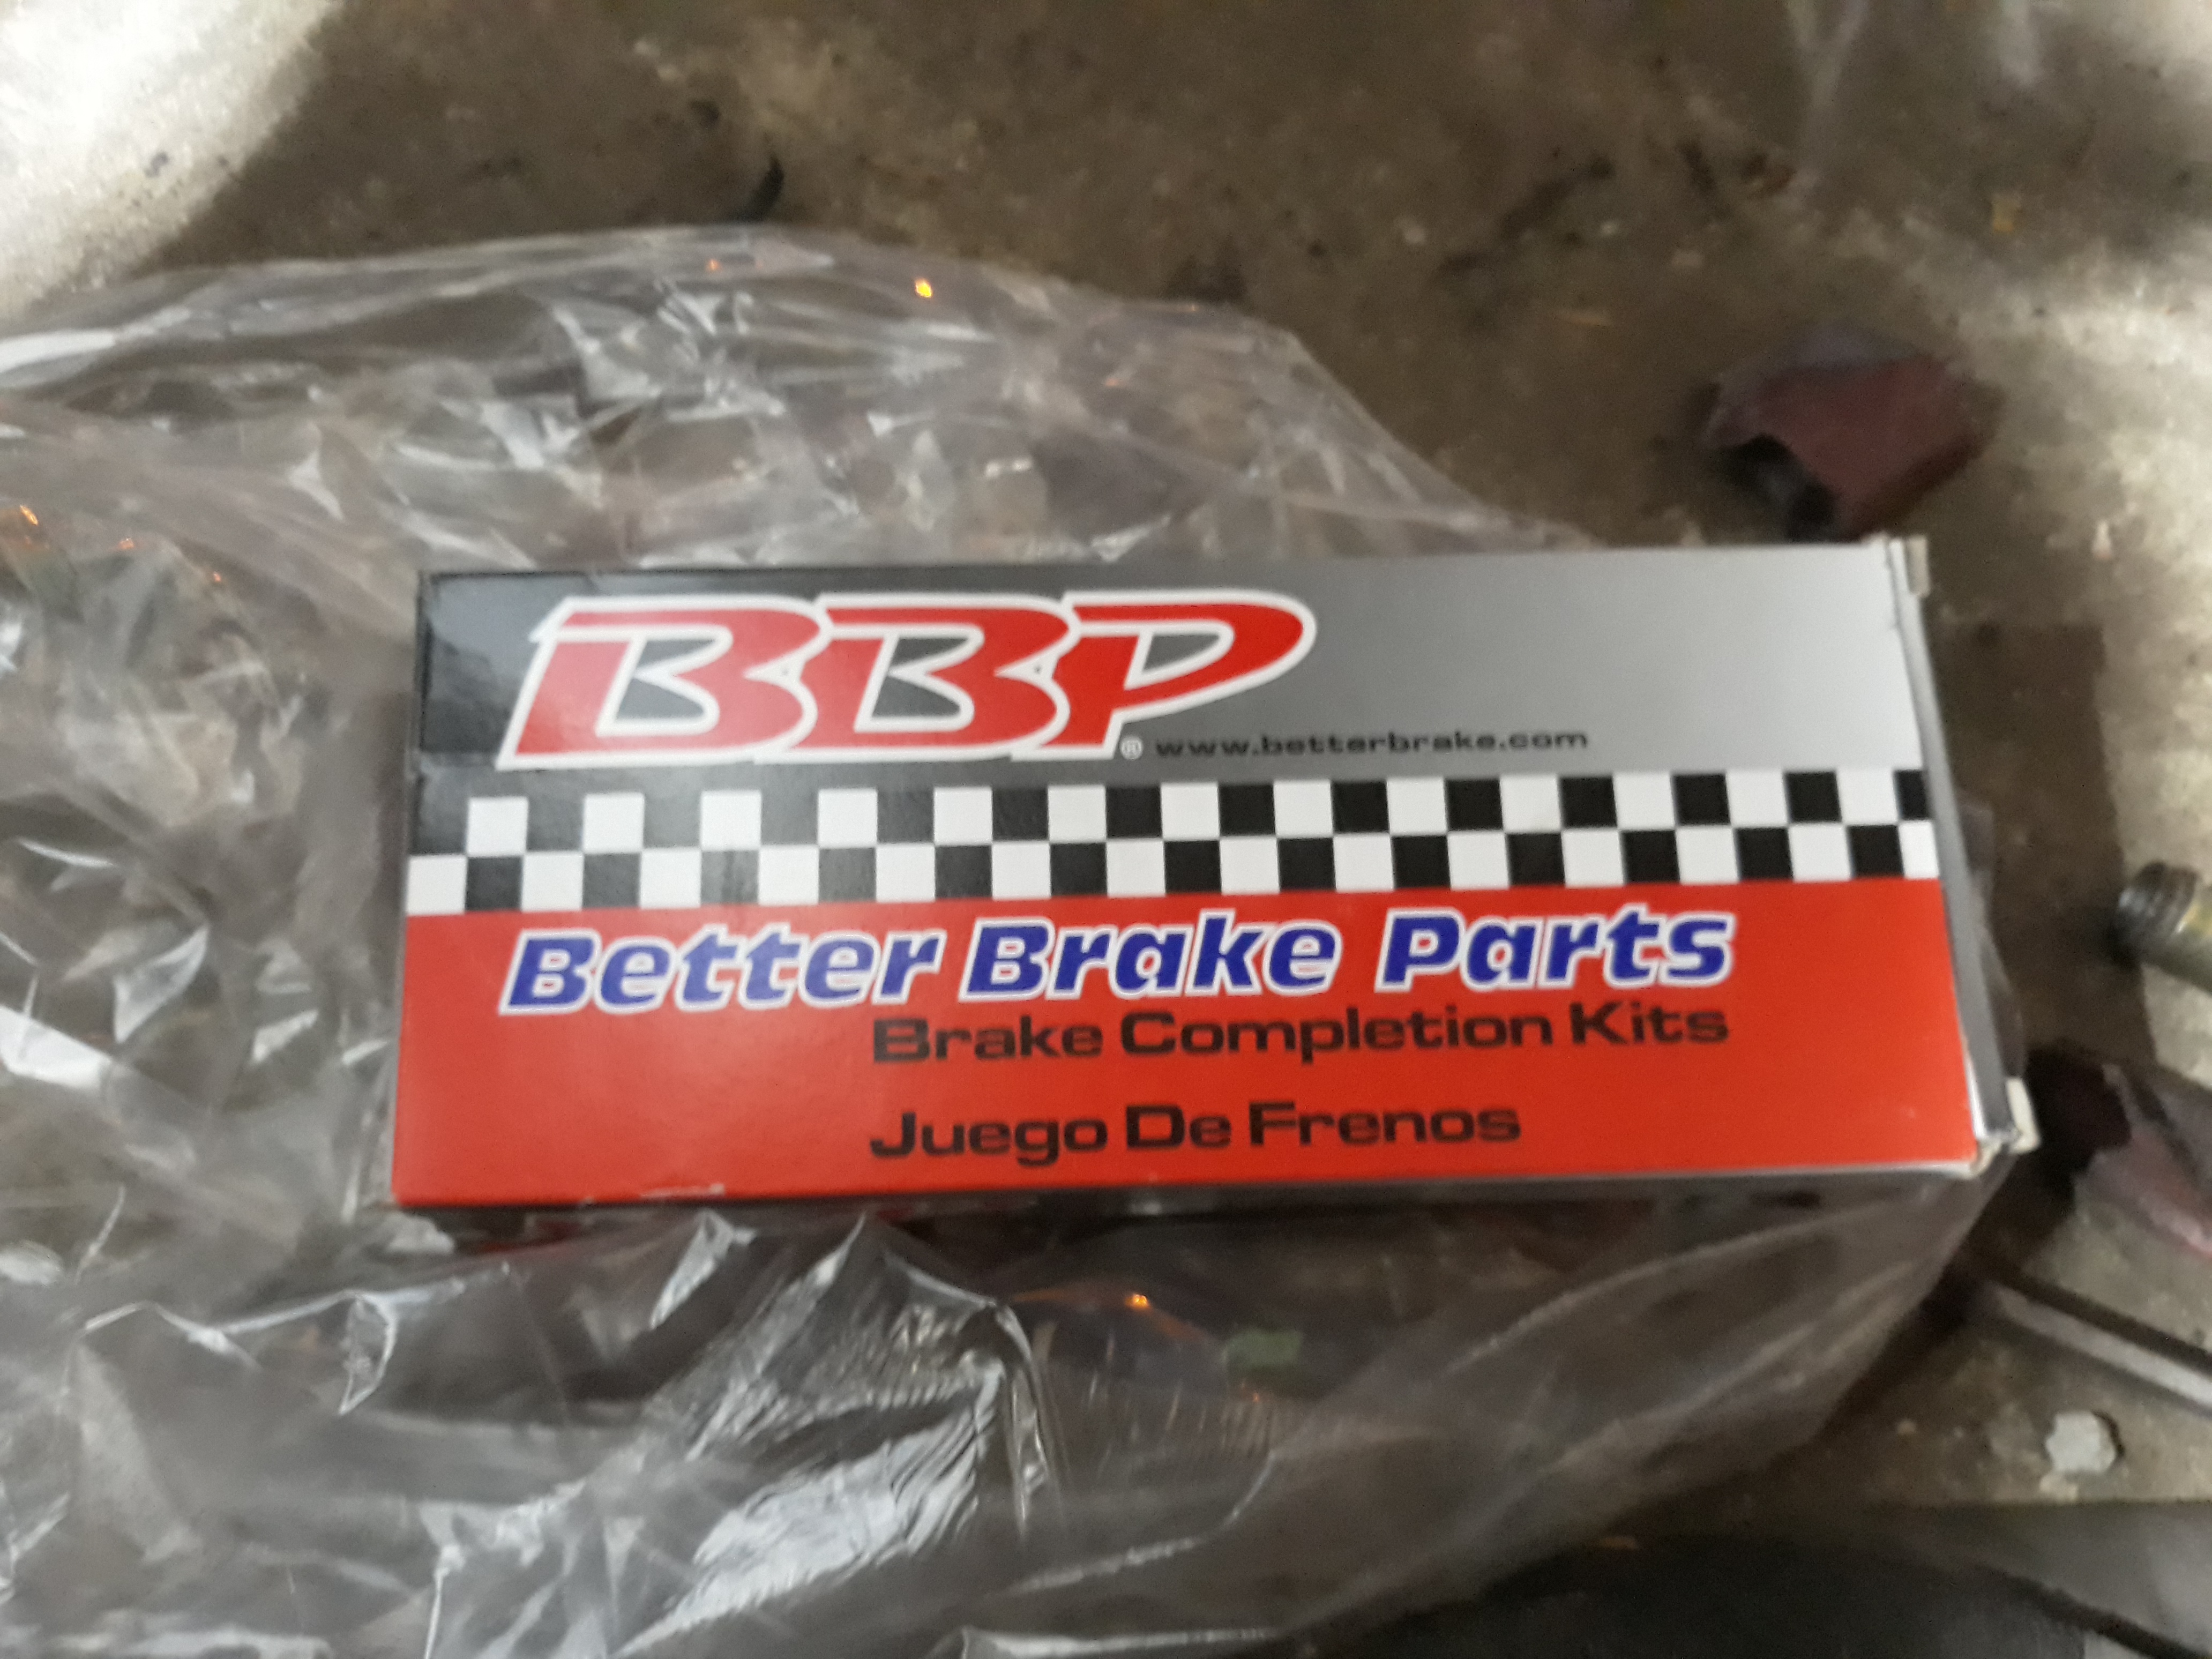 BBP® www.betterbrake.com
Better Brake Parts
Brake Completion Kits
Juego De Frenos